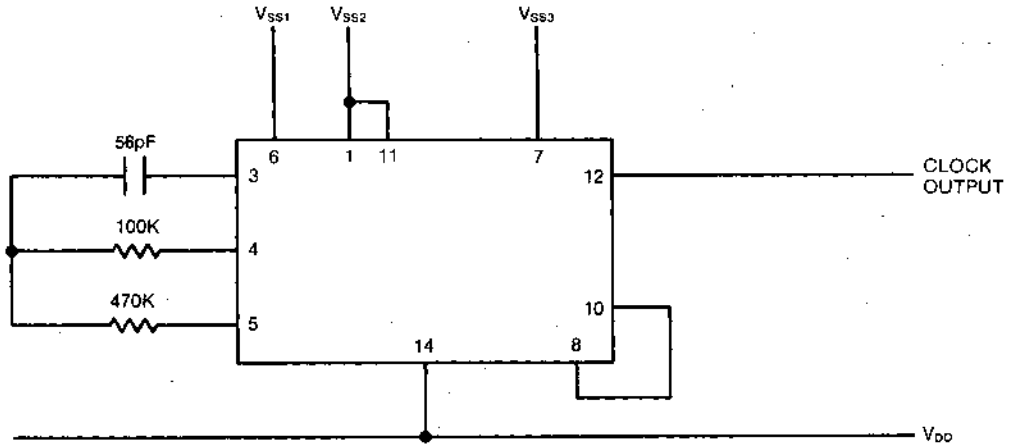 VSS1 VSS2 VSS3
56pF
6 1 11 7
3 12 CLOCK
OUTPUT
100K
4
470K
10
5
14 8
VDD